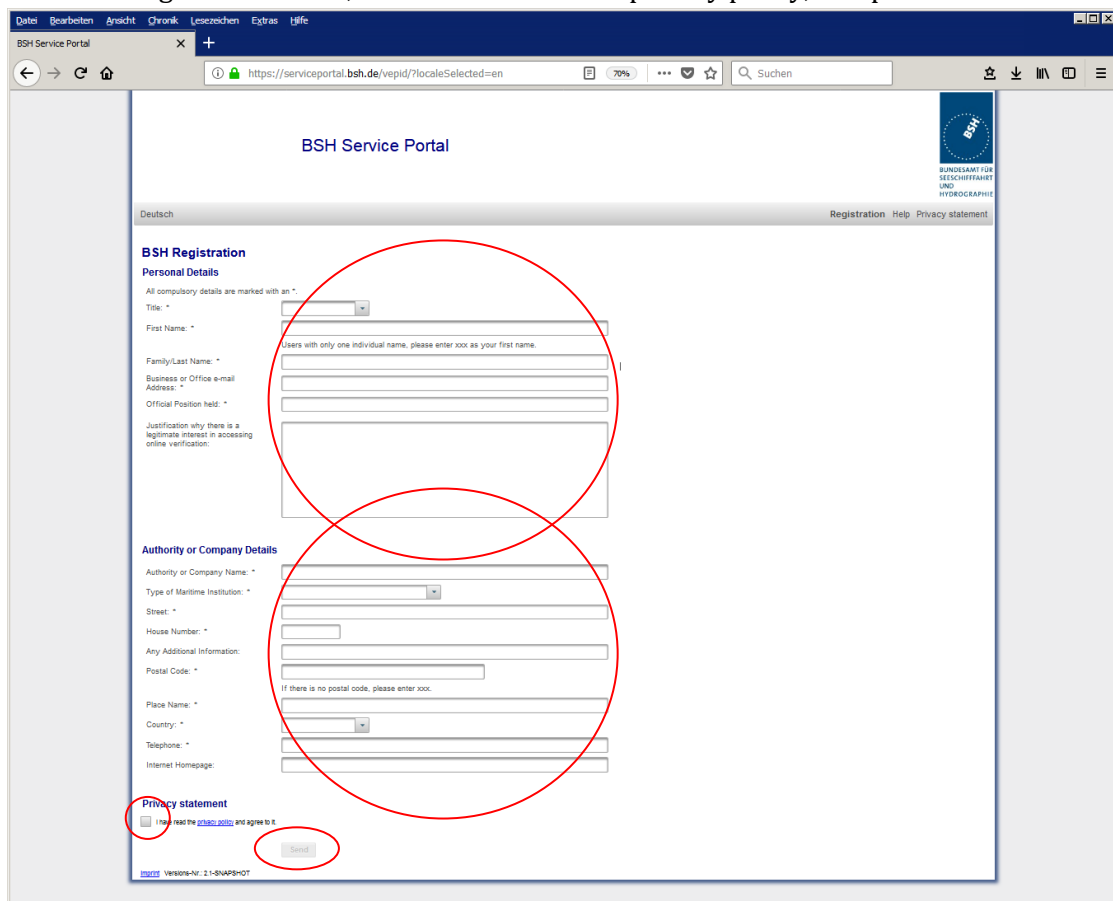 Datei Bearbeiten Ansicht Chronik Lesezeichen Extras Hilfe
BSH Service Portal
https://serviceportal.bsh.de/vepid/?localeSelected=en
70%
Suchen
BSH Service Portal
BSH
BUNDESAMT FÜR
SEESCHIFFFAHRT
UND
HYDROGRAPHIE
Deutsch
Registration Help Privacy statement
BSH Registration
Personal Details
All compulsory details are marked with an *.
Title: *
First Name: *
Users with only one individual name, please enter xxx as your first name.
Family/Last Name: *
Business or Office e-mail
Address: *
Official Position held: *
Justification why there is a
legitimate interest in accessing
online verification:
Authority or Company Details
Authority or Company Name: *
Type of Maritime Institution: *
Street: *
House Number: *
Any Additional Information:
Postal Code: *
If there is no postal code, please enter xxx.
Place Name: *
Country: *
Telephone: *
Internet Homepage:
Privacy statement
I have read the privacy policy and agree to it.
Send
Imprint Versions-Nr.: 2.1-SNAPSHOT